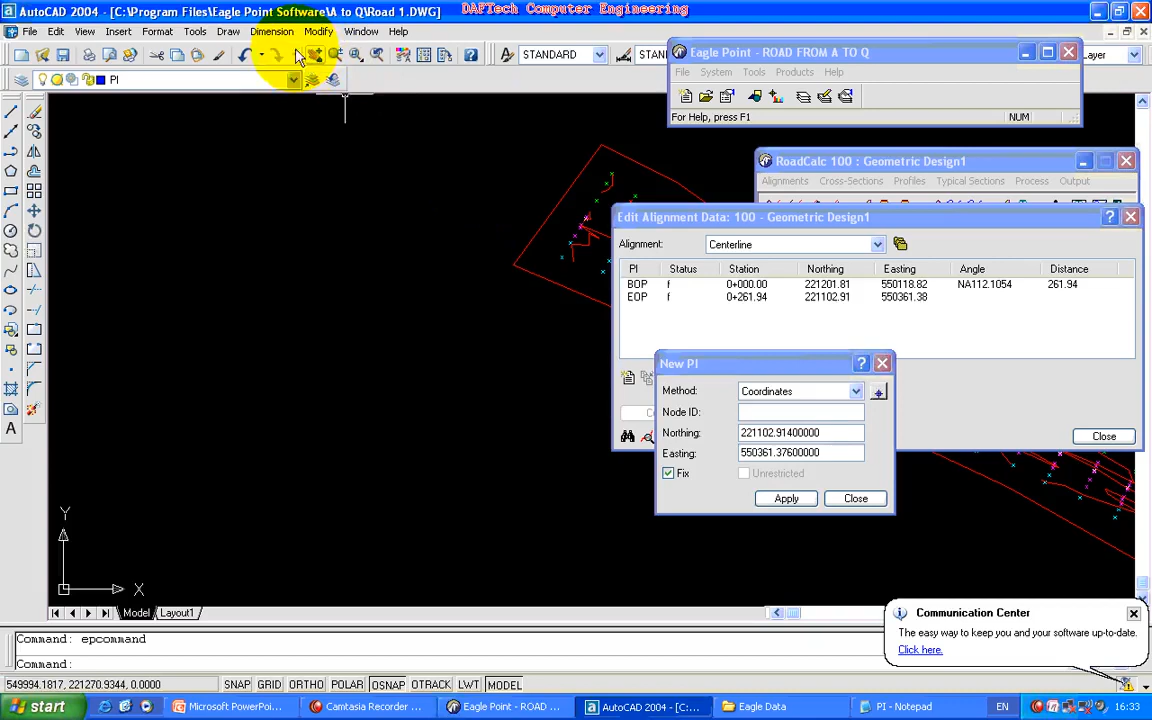 AutoCAD 2004 - [C:\Program Files\Eagle Point Software\A to Q\Road 1.DWG]
DAFTech Computer Engineering
File Edit View Insert Format Tools Draw Dimension Modify Window Help
STANDARD
STAN
Layer
PI
Eagle Point - ROAD FROM A TO Q
File System Tools Products Help
For Help, press F1
NUM
RoadCalc 100 : Geometric Design1
Alignments Cross-Sections Profiles Typical Sections Process Output
Edit Alignment Data: 100 - Geometric Design1
Alignment: Centerline
PI Status Station Northing Easting Angle Distance
BOP f 0+000.00 221201.81 550118.82 NA112.1054 261.94
EOP f 0+261.94 221102.91 550361.38
New PI
Method: Coordinates
Node ID:
Northing: 221102.91400000
Easting: 550361.37600000
Fix
Unrestricted
Apply Close
Close
Y
X
Model Layout1
Communication Center
The easy way to keep you and your software up-to-date.
Click here.
Command: epcommand
Command:
549994.1817, 221270.9344, 0.0000 SNAP GRID ORTHO POLAR OSNAP OTRACK LWT MODEL
start
Microsoft PowerPoi...
Camtasia Recorder ...
Eagle Point - ROAD ...
AutoCAD 2004 - [C:...
Eagle Data
PI - Notepad
EN
16:33